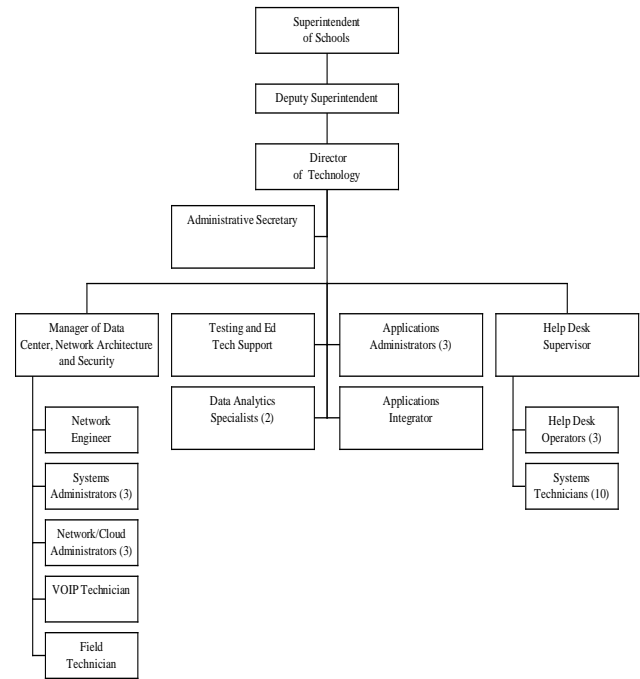 Superintendent
of Schools
Deputy Superintendent
Director
of Technology
Administrative Secretary
Manager of Data
Center, Network Architecture
and Security
Testing and Ed
Tech Support
Applications
Administrators (3)
Help Desk
Supervisor
Data Analytics
Specialists (2)
Applications
Integrator
Network
Engineer
Systems
Administrators (3)
Network/Cloud
Administrators (3)
VOIP Technician
Field
Technician
Help Desk
Operators (3)
Systems
Technicians (10)